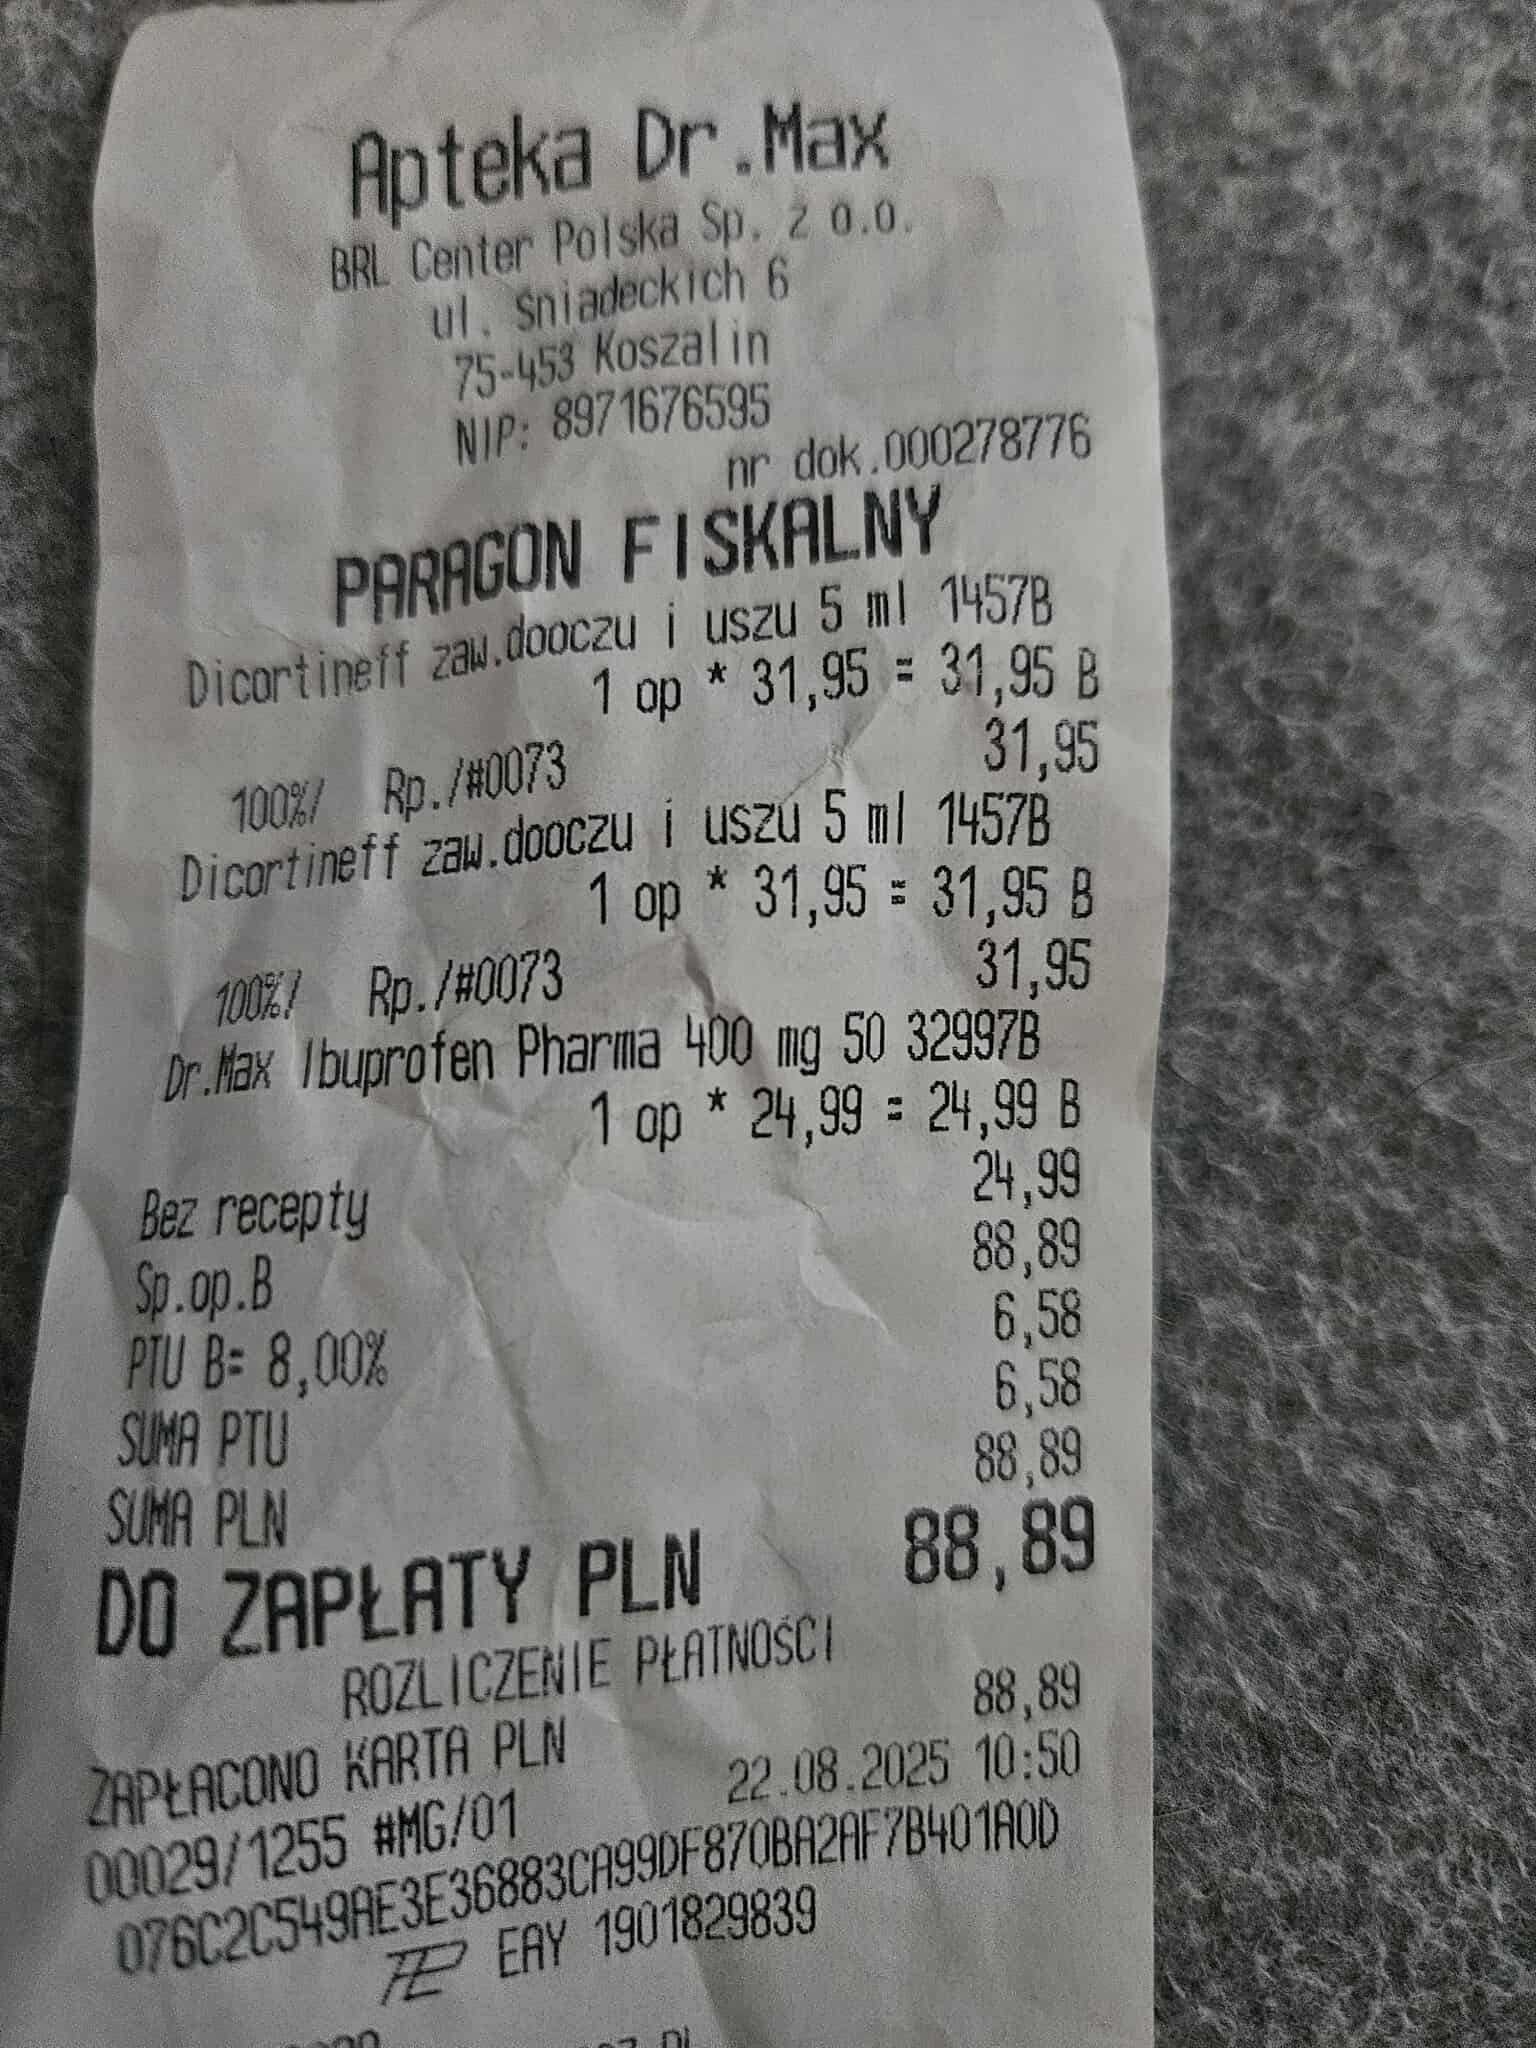 Apteka Dr.Max
BRL Center Polska Sp. z o.o.
ul. Sniadeckich 6
75-453 Koszalin
NIP: 8971676595
nr dok.000278776
PARAGON FISKALNY
Dicortineff zaw.dooczu i uszu 5 ml 1457B
1 op * 31,95 = 31,95 B
31,95
100%/ Rp./#0073
Dicortineff zaw.dooczu i uszu 5 ml 1457B
1 op * 31,95 = 31,95 B
31,95
100%/ Rp./#0073
Dr.Max Ibuprofen Pharma 400 mg 50 32997B
1 op * 24,99 = 24,99 B
Bez recepty 24,99
Sp.op.B 88,89
PTU B= 8,00% 6,58
SUMA PTU 6,58
SUMA PLN 88,89
DO ZAPŁATY PLN 88,89
ROZLICZENIE PŁATNOŚCI
ZAPŁACONO KARTA PLN 88,89
00029/1255 #MG/01 22.08.2025 10:50
076C2C549AE3E36883CA99DF870BA2AF7B401A0D
EAY 1901829839